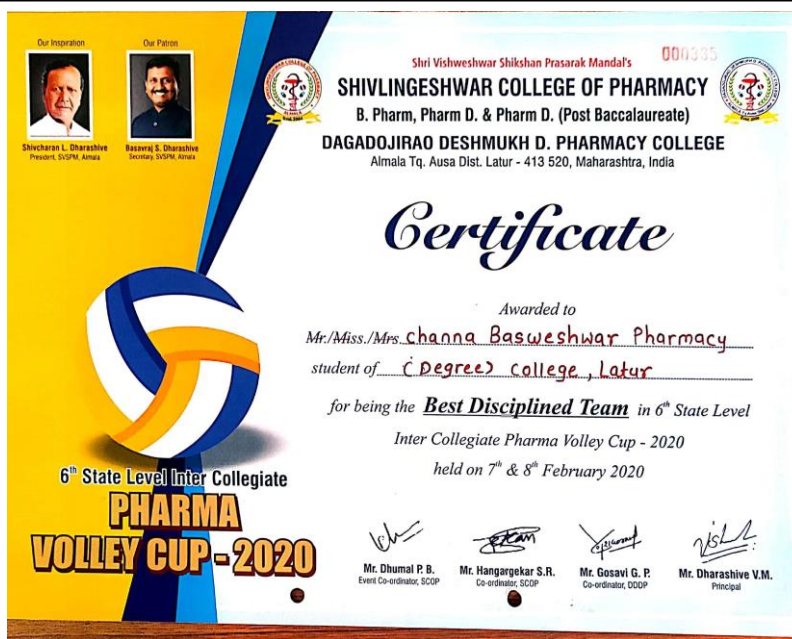 Our Inspiration
Shivcharan L. Dharashive
President, SVSPM, Almala
Our Patron
Basavraj S. Dharashive
Secretary, SVSPM, Almala
000335
Shri Vishweshwar Shikshan Prasarak Mandal's
SHIVLINGESHWAR COLLEGE OF PHARMACY
B. Pharm, Pharm D. & Pharm D. (Post Baccalaureate)
DAGADOJIRAO DESHMUKH D. PHARMACY COLLEGE
Almala Tq. Ausa Dist. Latur - 413 520, Maharashtra, India
Certificate
Awarded to
Mr./Miss./Mrs. Channa Basweshwar Pharmacy
student of (Degree) College, Latur
for being the Best Disciplined Team in 6th State Level
Inter Collegiate Pharma Volley Cup - 2020
held on 7th & 8th February 2020
6th State Level Inter Collegiate
PHARMA
VOLLEY CUP - 2020
Mr. Dhumal P. B.
Event Co-ordinator, SCOP
Mr. Hangargekar S.R.
Co-ordinator, SCOP
Mr. Gosavi G. P.
Co-ordinator, DDDP
Mr. Dharashive V.M.
Principal